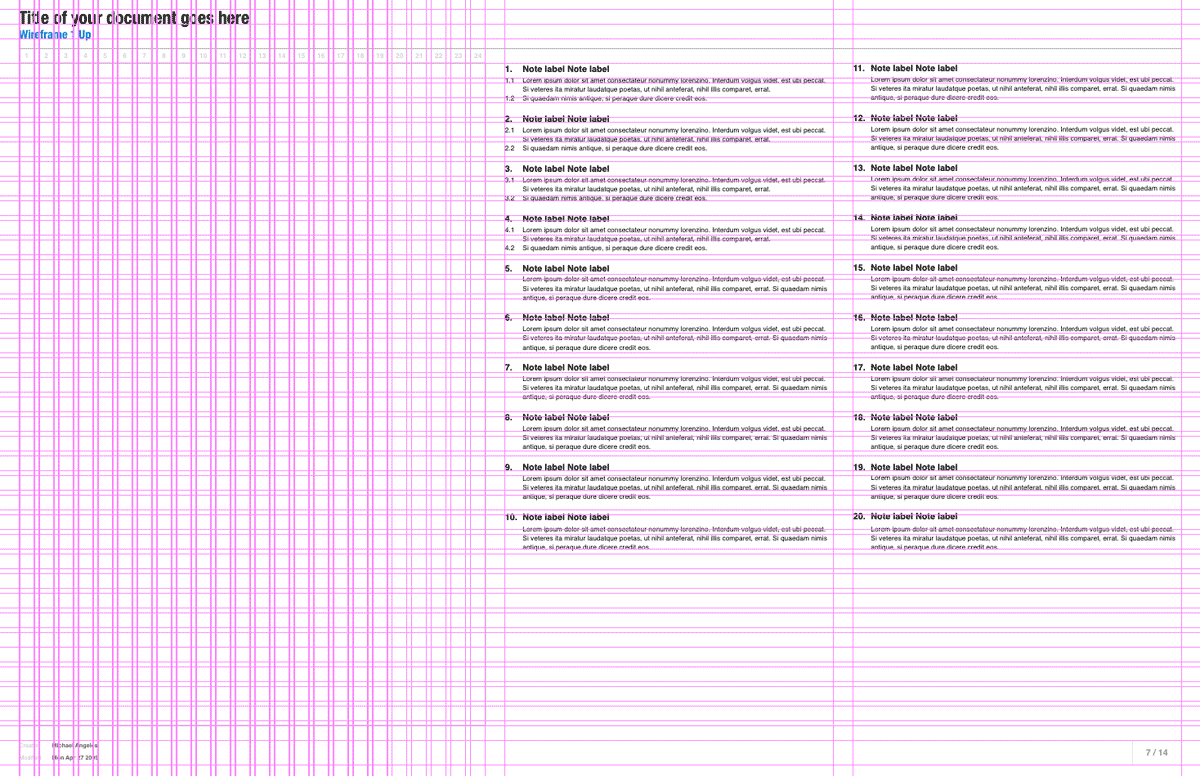 Title of your document goes here
Wireframe 1 Up
1 2 3 4 5 6 7 8 9 10 11 12 13 14 15 16 17 18 19 20 21 22 23 24
1. Note label Note label
1.1 Lorem ipsum dolor sit amet consectateur nonummy lorenzino. Interdum volgus videt, est ubi peccat.
Si veteres ita miratur laudatque poetas, ut nihil anteferat, nihil illis comparet, errat.
1.2 Si quaedam nimis antique, si peraque dure dicere credit eos.
2. Note label Note label
2.1 Lorem ipsum dolor sit amet consectateur nonummy lorenzino. Interdum volgus videt, est ubi peccat.
Si veteres ita miratur laudatque poetas, ut nihil anteferat, nihil illis comparet, errat.
2.2 Si quaedam nimis antique, si peraque dure dicere credit eos.
3. Note label Note label
3.1 Lorem ipsum dolor sit amet consectateur nonummy lorenzino. Interdum volgus videt, est ubi peccat.
Si veteres ita miratur laudatque poetas, ut nihil anteferat, nihil illis comparet, errat.
3.2 Si quaedam nimis antique, si peraque dure dicere credit eos.
4. Note label Note label
4.1 Lorem ipsum dolor sit amet consectateur nonummy lorenzino. Interdum volgus videt, est ubi peccat.
Si veteres ita miratur laudatque poetas, ut nihil anteferat, nihil illis comparet, errat.
4.2 Si quaedam nimis antique, si peraque dure dicere credit eos.
5. Note label Note label
Lorem ipsum dolor sit amet consectateur nonummy lorenzino. Interdum volgus videt, est ubi peccat.
Si veteres ita miratur laudatque poetas, ut nihil anteferat, nihil illis comparet, errat. Si quaedam nimis
antique, si peraque dure dicere credit eos.
6. Note label Note label
Lorem ipsum dolor sit amet consectateur nonummy lorenzino. Interdum volgus videt, est ubi peccat.
Si veteres ita miratur laudatque poetas, ut nihil anteferat, nihil illis comparet, errat. Si quaedam nimis
antique, si peraque dure dicere credit eos.
7. Note label Note label
Lorem ipsum dolor sit amet consectateur nonummy lorenzino. Interdum volgus videt, est ubi peccat.
Si veteres ita miratur laudatque poetas, ut nihil anteferat, nihil illis comparet, errat. Si quaedam nimis
antique, si peraque dure dicere credit eos.
8. Note label Note label
Lorem ipsum dolor sit amet consectateur nonummy lorenzino. Interdum volgus videt, est ubi peccat.
Si veteres ita miratur laudatque poetas, ut nihil anteferat, nihil illis comparet, errat. Si quaedam nimis
antique, si peraque dure dicere credit eos.
9. Note label Note label
Lorem ipsum dolor sit amet consectateur nonummy lorenzino. Interdum volgus videt, est ubi peccat.
Si veteres ita miratur laudatque poetas, ut nihil anteferat, nihil illis comparet, errat. Si quaedam nimis
antique, si peraque dure dicere credit eos.
10. Note label Note label
Lorem ipsum dolor sit amet consectateur nonummy lorenzino. Interdum volgus videt, est ubi peccat.
Si veteres ita miratur laudatque poetas, ut nihil anteferat, nihil illis comparet, errat. Si quaedam nimis
antique, si peraque dure dicere credit eos.
11. Note label Note label
Lorem ipsum dolor sit amet consectateur nonummy lorenzino. Interdum volgus videt, est ubi peccat.
Si veteres ita miratur laudatque poetas, ut nihil anteferat, nihil illis comparet, errat. Si quaedam nimis
antique, si peraque dure dicere credit eos.
12. Note label Note label
Lorem ipsum dolor sit amet consectateur nonummy lorenzino. Interdum volgus videt, est ubi peccat.
Si veteres ita miratur laudatque poetas, ut nihil anteferat, nihil illis comparet, errat. Si quaedam nimis
antique, si peraque dure dicere credit eos.
13. Note label Note label
Lorem ipsum dolor sit amet consectateur nonummy lorenzino. Interdum volgus videt, est ubi peccat.
Si veteres ita miratur laudatque poetas, ut nihil anteferat, nihil illis comparet, errat. Si quaedam nimis
antique, si peraque dure dicere credit eos.
14. Note label Note label
Lorem ipsum dolor sit amet consectateur nonummy lorenzino. Interdum volgus videt, est ubi peccat.
Si veteres ita miratur laudatque poetas, ut nihil anteferat, nihil illis comparet, errat. Si quaedam nimis
antique, si peraque dure dicere credit eos.
15. Note label Note label
Lorem ipsum dolor sit amet consectateur nonummy lorenzino. Interdum volgus videt, est ubi peccat.
Si veteres ita miratur laudatque poetas, ut nihil anteferat, nihil illis comparet, errat. Si quaedam nimis
antique, si peraque dure dicere credit eos.
16. Note label Note label
Lorem ipsum dolor sit amet consectateur nonummy lorenzino. Interdum volgus videt, est ubi peccat.
Si veteres ita miratur laudatque poetas, ut nihil anteferat, nihil illis comparet, errat. Si quaedam nimis
antique, si peraque dure dicere credit eos.
17. Note label Note label
Lorem ipsum dolor sit amet consectateur nonummy lorenzino. Interdum volgus videt, est ubi peccat.
Si veteres ita miratur laudatque poetas, ut nihil anteferat, nihil illis comparet, errat. Si quaedam nimis
antique, si peraque dure dicere credit eos.
18. Note label Note label
Lorem ipsum dolor sit amet consectateur nonummy lorenzino. Interdum volgus videt, est ubi peccat.
Si veteres ita miratur laudatque poetas, ut nihil anteferat, nihil illis comparet, errat. Si quaedam nimis
antique, si peraque dure dicere credit eos.
19. Note label Note label
Lorem ipsum dolor sit amet consectateur nonummy lorenzino. Interdum volgus videt, est ubi peccat.
Si veteres ita miratur laudatque poetas, ut nihil anteferat, nihil illis comparet, errat. Si quaedam nimis
antique, si peraque dure dicere credit eos.
20. Note label Note label
Lorem ipsum dolor sit amet consectateur nonummy lorenzino. Interdum volgus videt, est ubi peccat.
Si veteres ita miratur laudatque poetas, ut nihil anteferat, nihil illis comparet, errat. Si quaedam nimis
antique, si peraque dure dicere credit eos.
Michael Angeles
Mon Apr 27
7 / 14